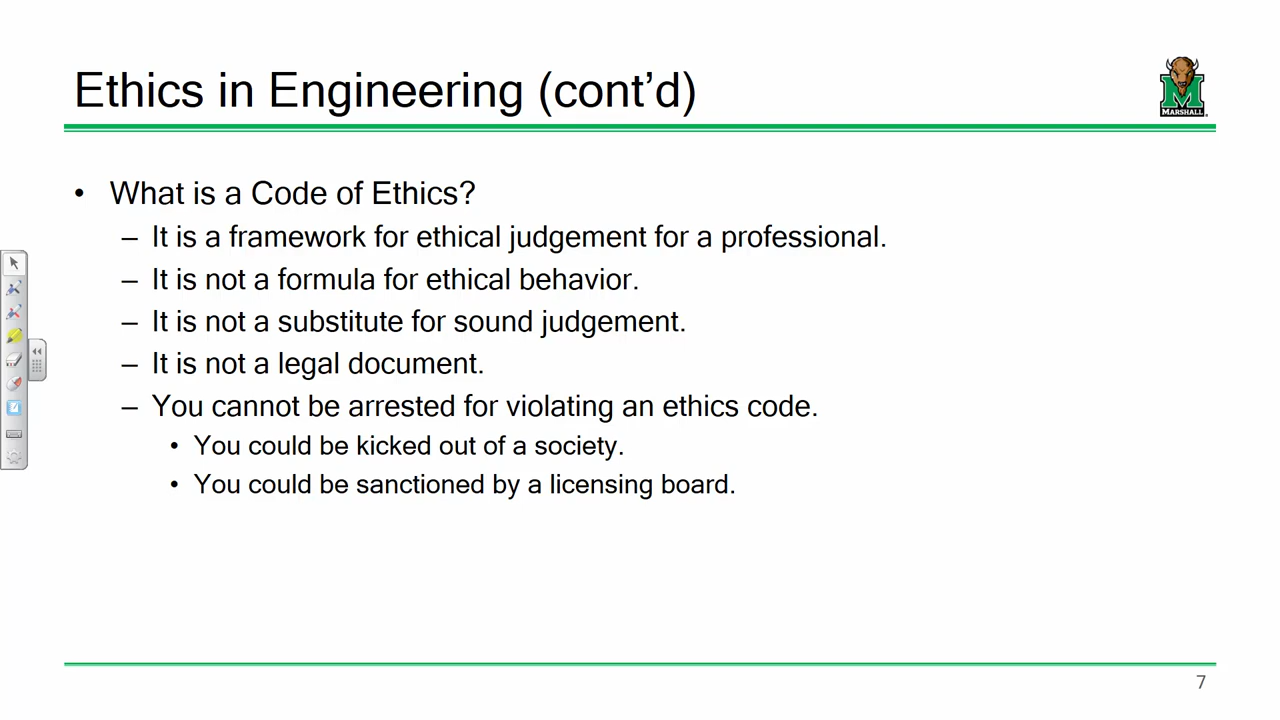 Ethics in Engineering (cont’d)
MARSHALL
• What is a Code of Ethics?
– It is a framework for ethical judgement for a professional.
– It is not a formula for ethical behavior.
– It is not a substitute for sound judgement.
– It is not a legal document.
– You cannot be arrested for violating an ethics code.
• You could be kicked out of a society.
• You could be sanctioned by a licensing board.
7